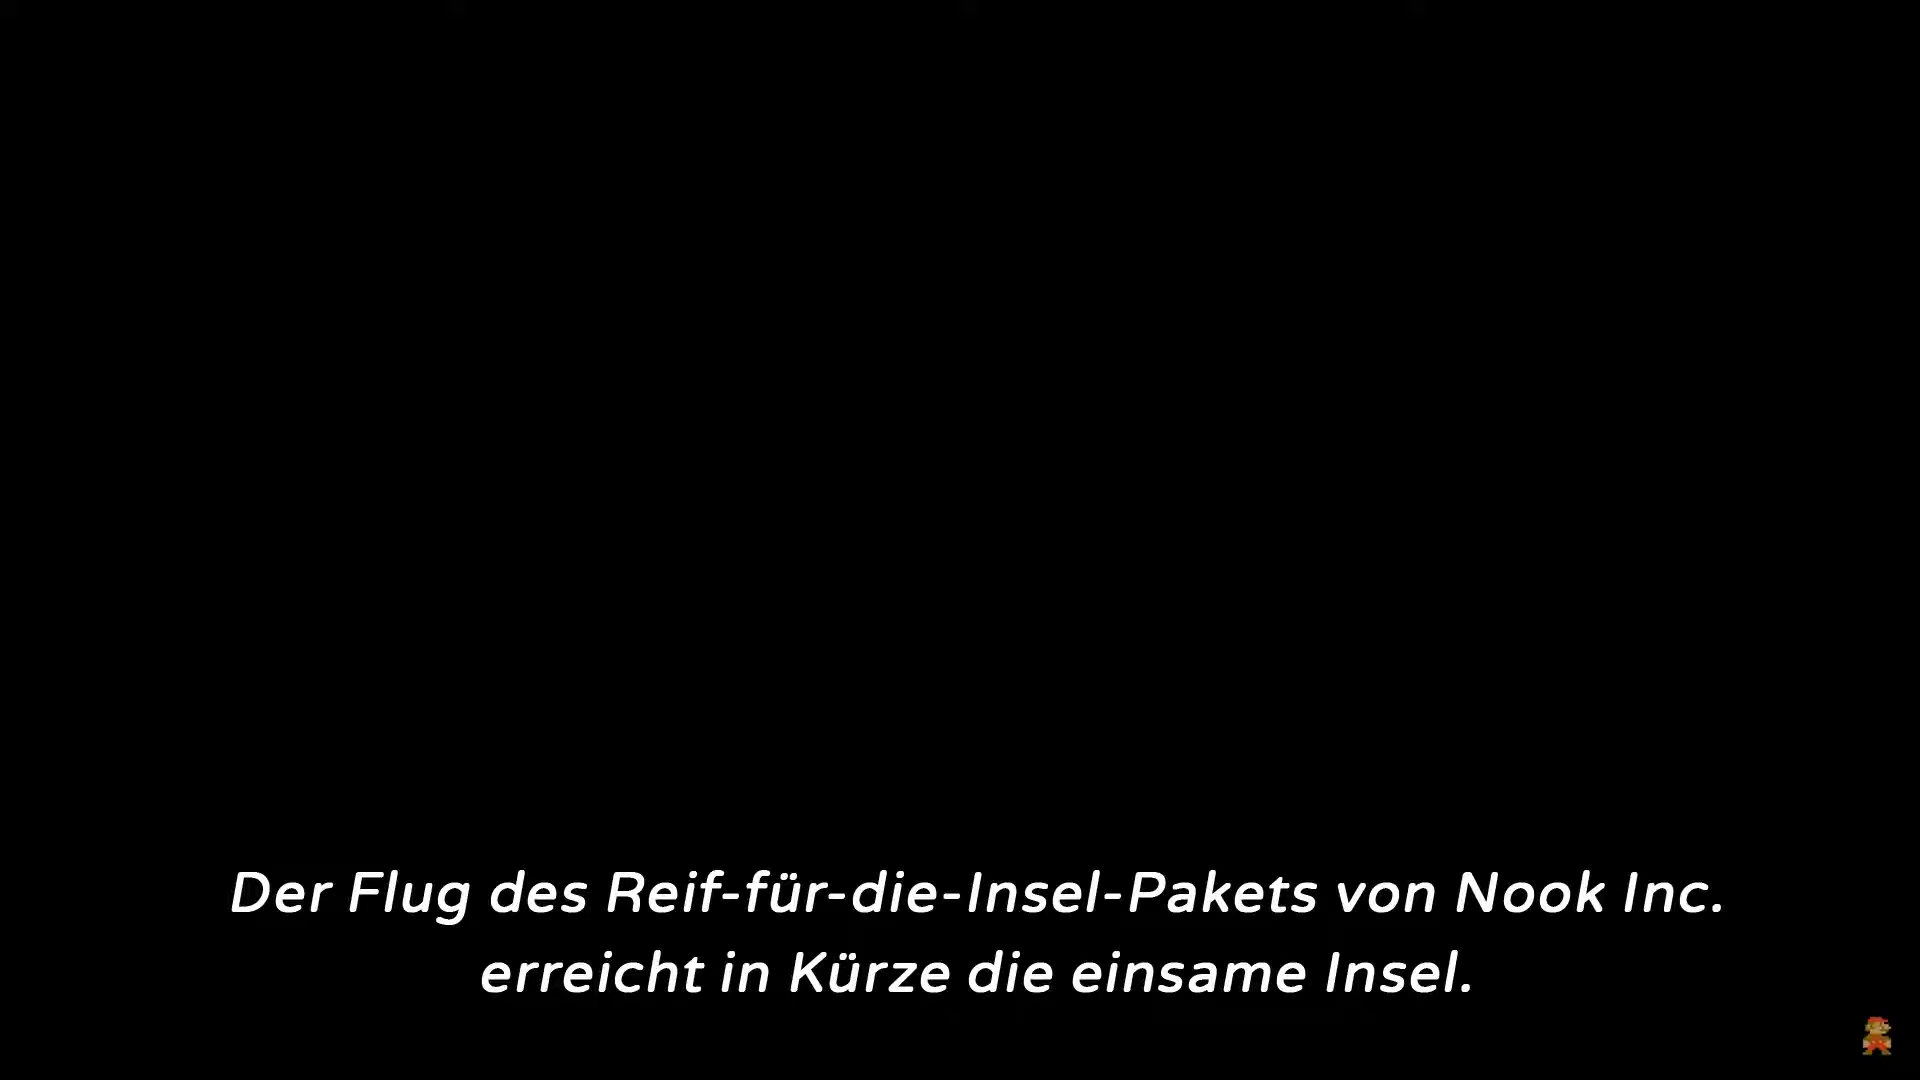 Der Flug des Reif-für-die-Insel-Pakets von Nook Inc.
erreicht in Kürze die einsame Insel.